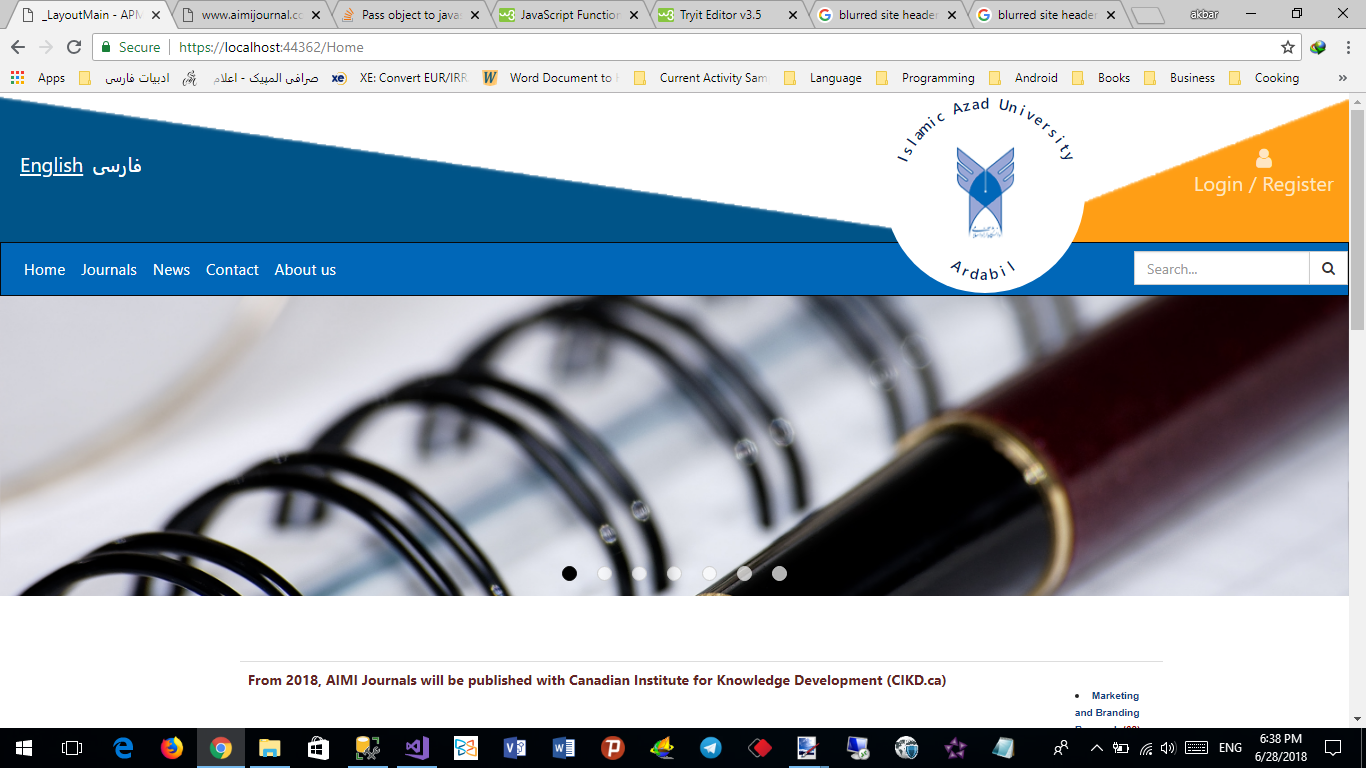 _LayoutMain - APM
www.aimijournal.co
Pass object to javas
JavaScript Function
Tryit Editor v3.5
blurred site header
blurred site header
akbar
Secure
https://localhost:44362/Home
Apps
ادبیات فارسی
صرافی المپیک - اعلام
XE: Convert EUR/IRR
Word Document to
Current Activity Sam
Language
Programming
Android
Books
Business
Cooking
»
English فارسی
Islamic Azad University
Ardabil
Login / Register
Home Journals News Contact About us
Search...
From 2018, AIMI Journals will be published with Canadian Institute for Knowledge Development (CIKD.ca)
Marketing
and Branding
ENG
6:38 PM
6/28/2018